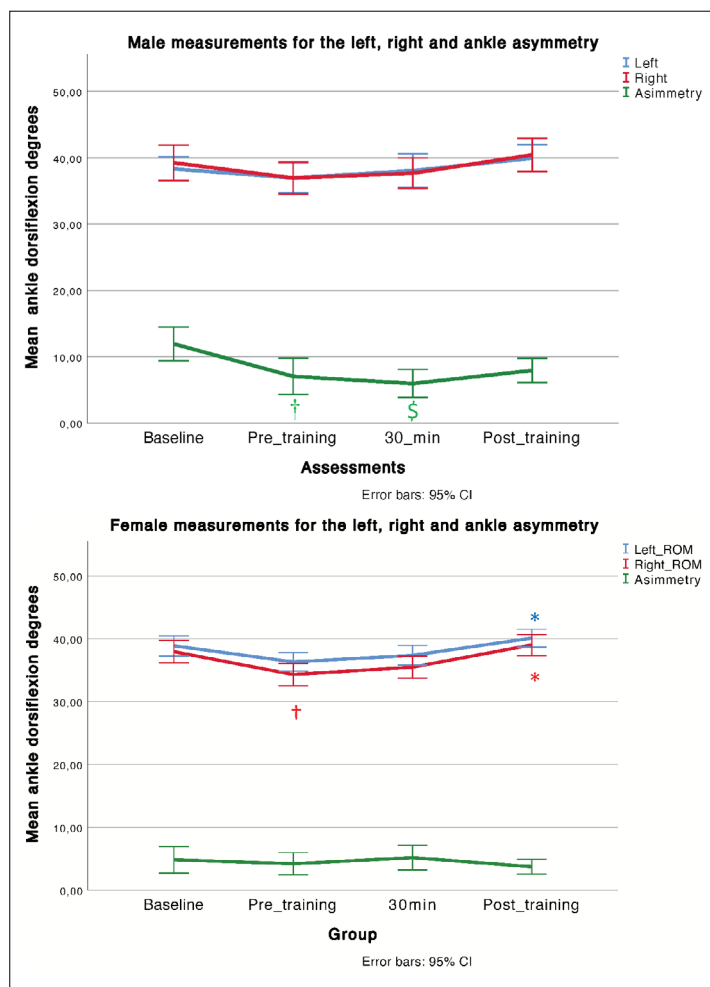 Male measurements for the left, right and ankle asymmetry
Left
Right
Asimmetry
Mean ankle dorsiflexion degrees
50,00
40,00
30,00
20,00
10,00
0,00
†
$
Baseline
Pre_training
30_min
Post_training
Assessments
Error bars: 95% CI
Female measurements for the left, right and ankle asymmetry
Left_ROM
Right_ROM
Asimmetry
Mean ankle dorsiflexion degrees
50,00
40,00
30,00
20,00
10,00
0,00
*
*
†
Baseline
Pre_training
30min
Post_training
Group
Error bars: 95% CI